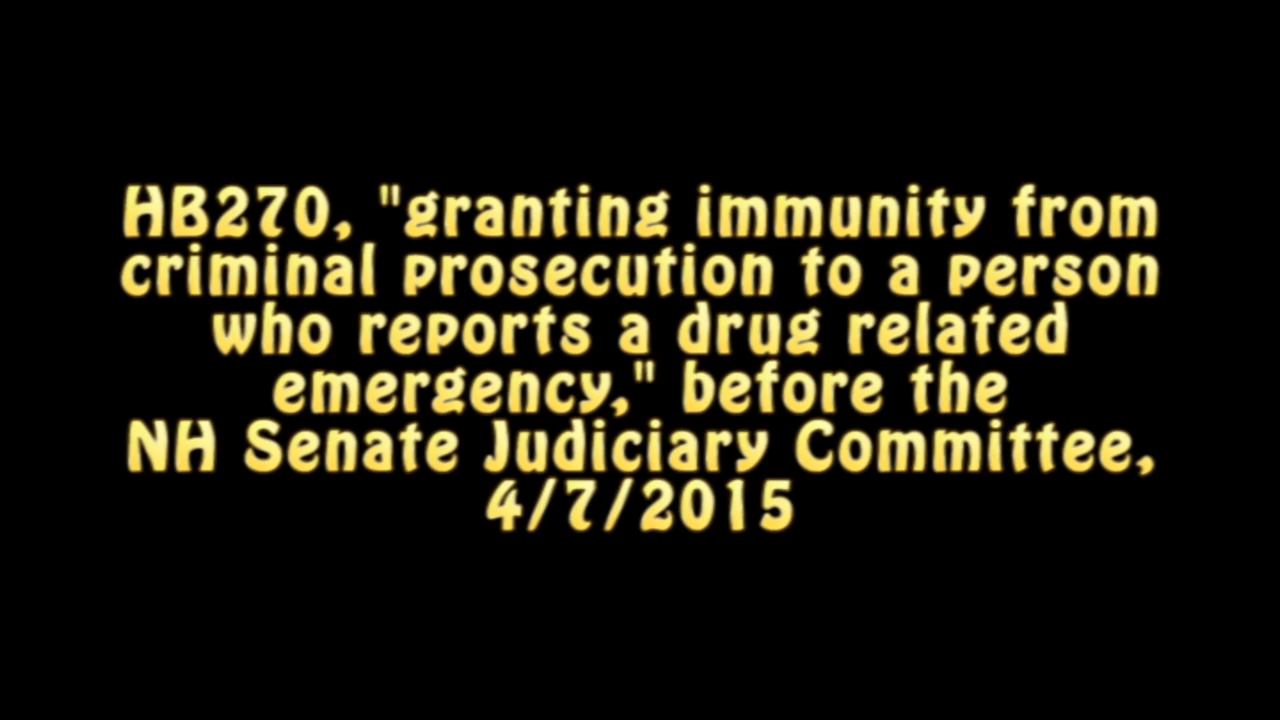 HB270, "granting immunity from
criminal prosecution to a person
who reports a drug related
emergency," before the
NH Senate Judiciary Committee,
4/7/2015